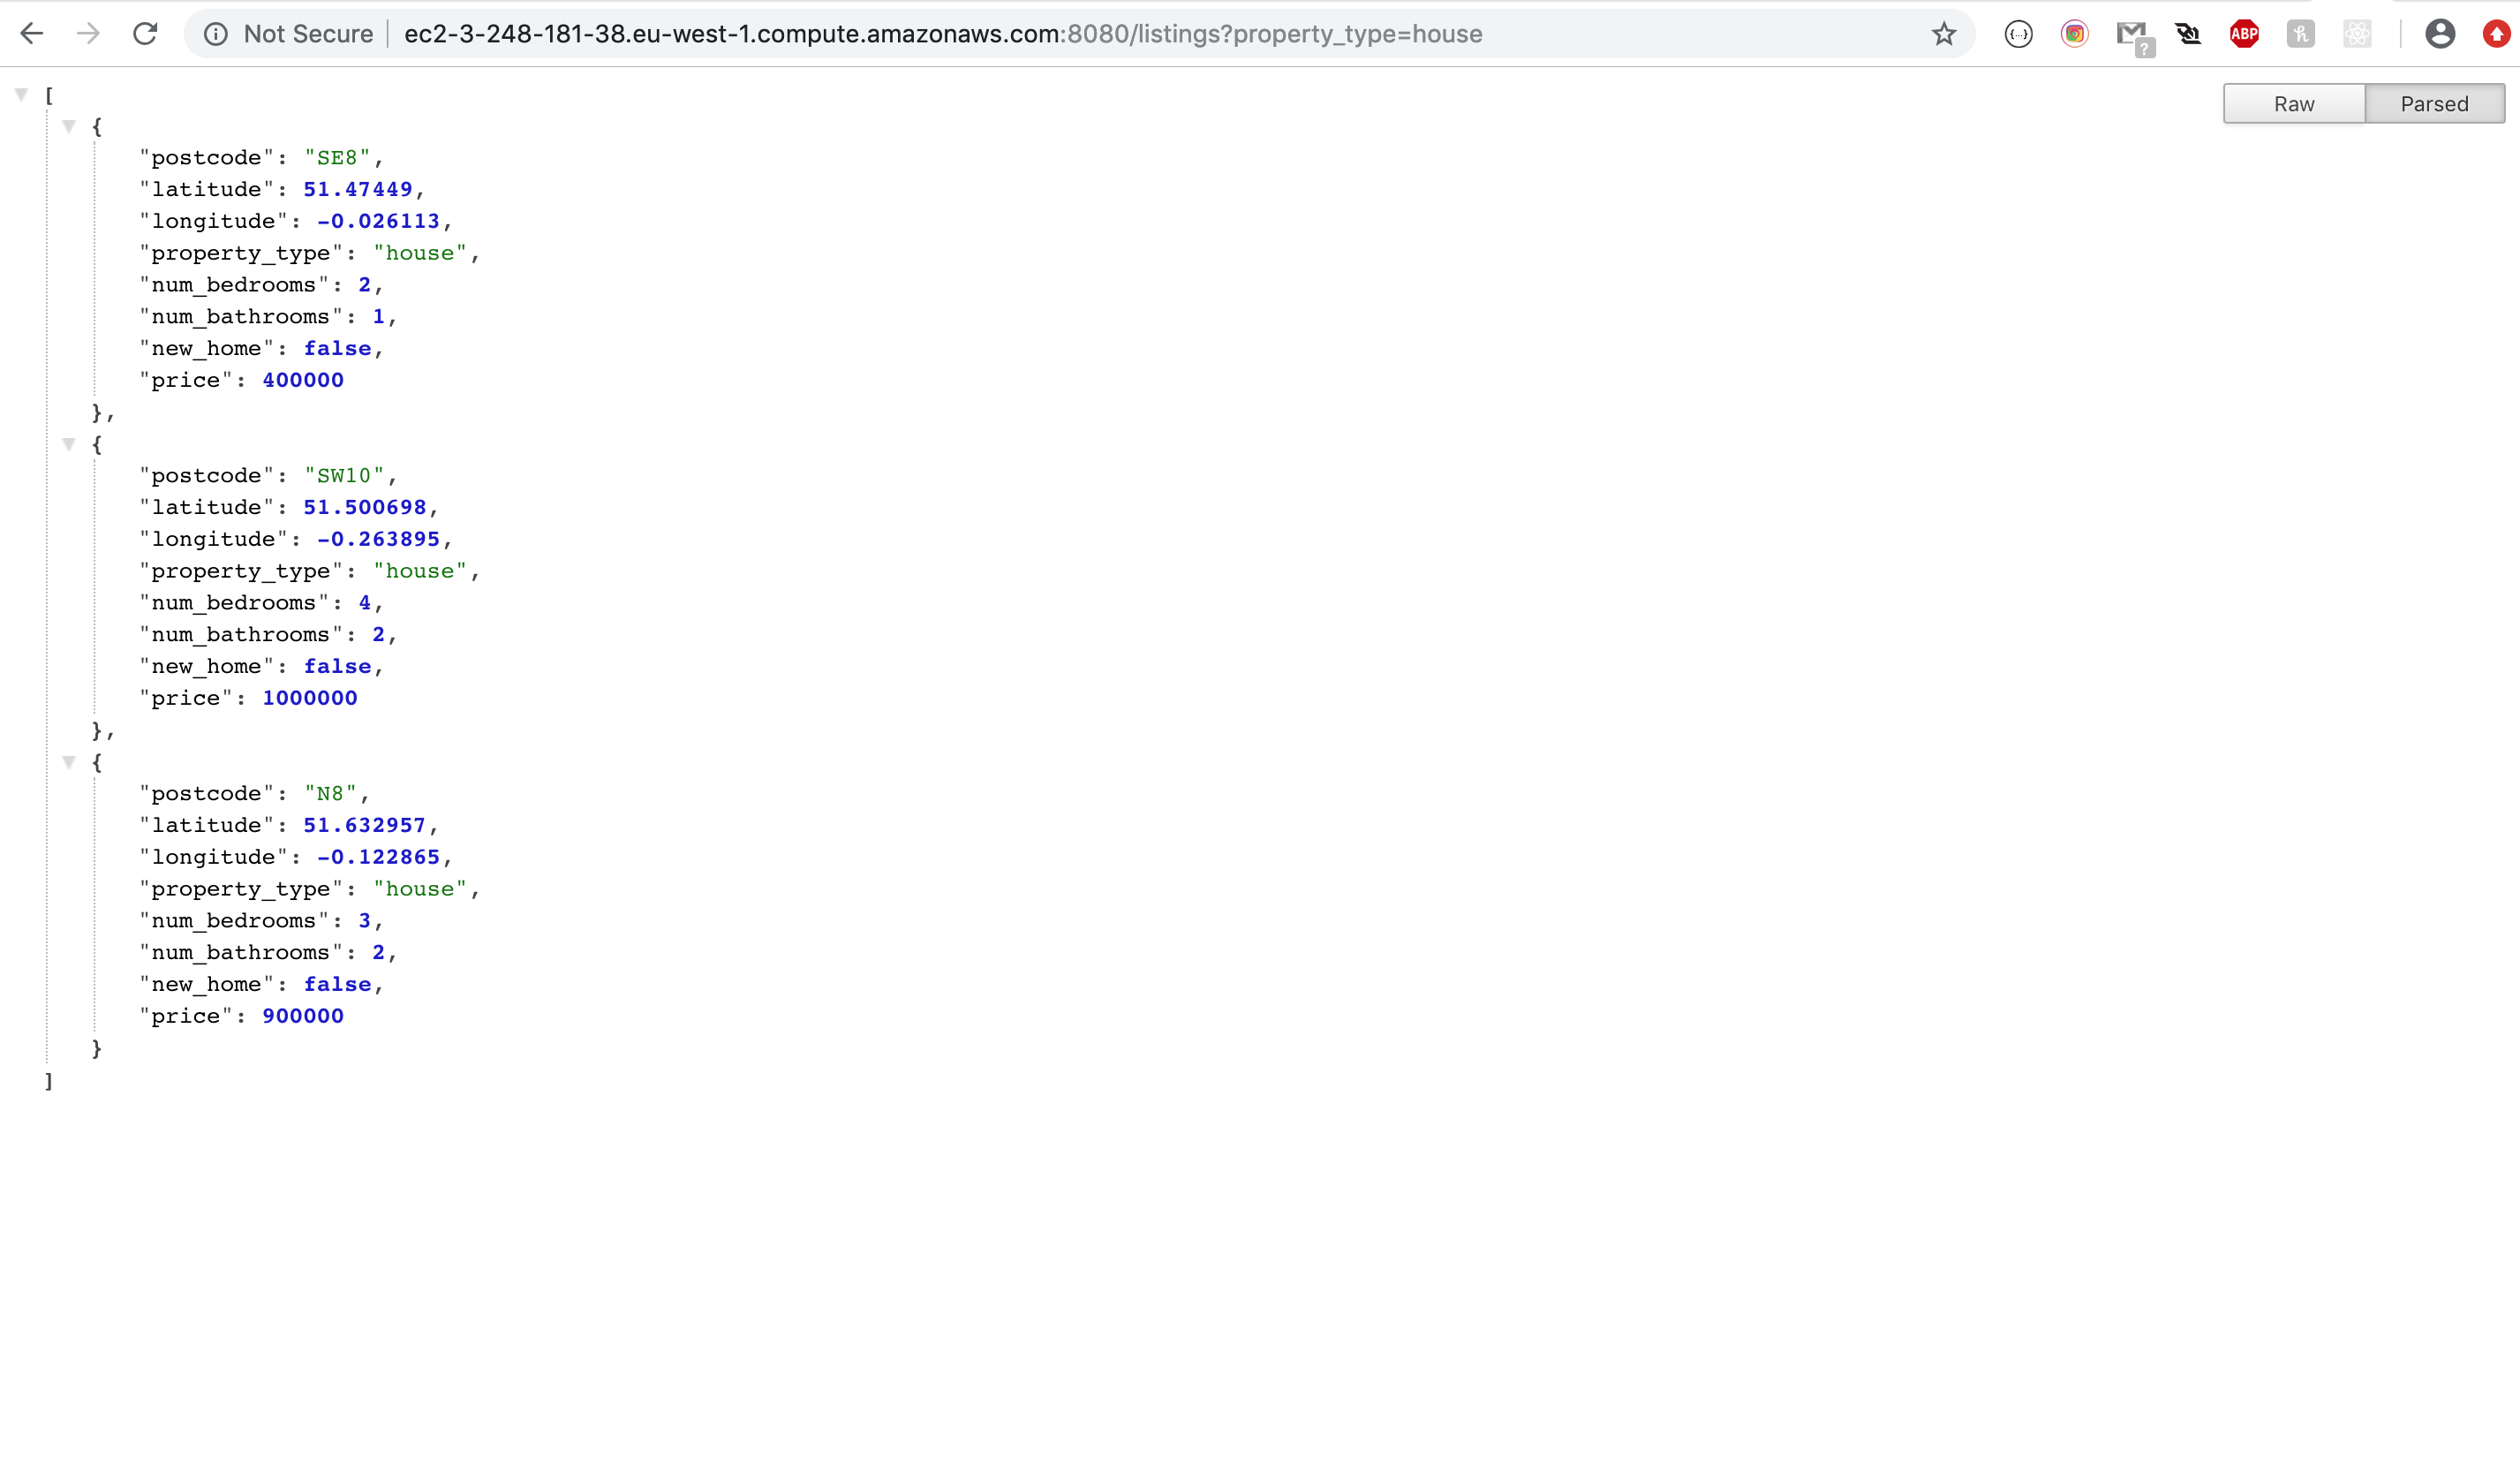 Not Secure ec2-3-248-181-38.eu-west-1.compute.amazonaws.com:8080/listings?property_type=house {...} ? ABP h
Raw Parsed
[
{
"postcode": "SE8",
"latitude": 51.47449,
"longitude": -0.026113,
"property_type": "house",
"num_bedrooms": 2,
"num_bathrooms": 1,
"new_home": false,
"price": 400000
},
{
"postcode": "SW10",
"latitude": 51.500698,
"longitude": -0.263895,
"property_type": "house",
"num_bedrooms": 4,
"num_bathrooms": 2,
"new_home": false,
"price": 1000000
},
{
"postcode": "N8",
"latitude": 51.632957,
"longitude": -0.122865,
"property_type": "house",
"num_bedrooms": 3,
"num_bathrooms": 2,
"new_home": false,
"price": 900000
}
]